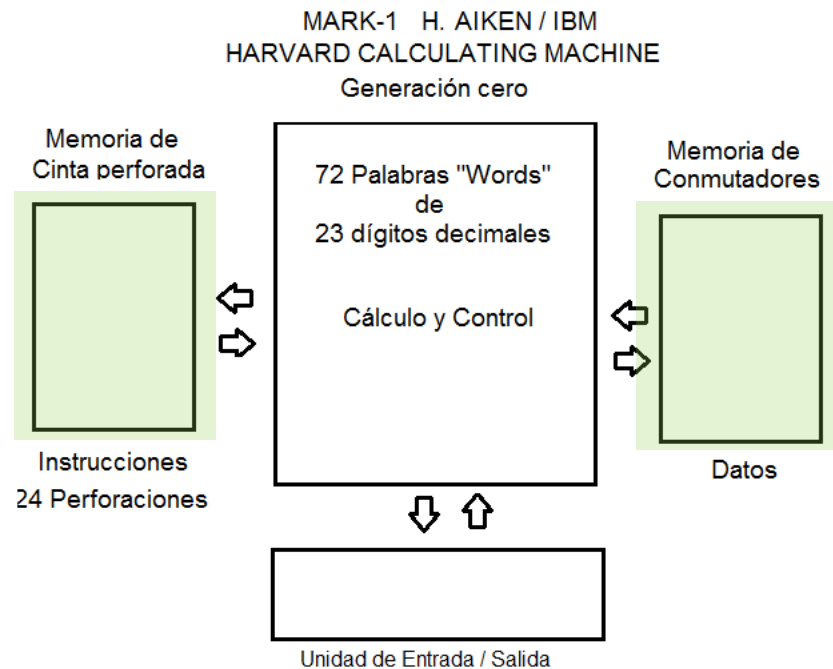 MARK-1 H. AIKEN / IBM
HARVARD CALCULATING MACHINE
Generación cero
Memoria de
Cinta perforada
72 Palabras "Words"
de
23 dígitos decimales
Cálculo y Control
Memoria de
Conmutadores
Instrucciones
24 Perforaciones
Datos
Unidad de Entrada / Salida